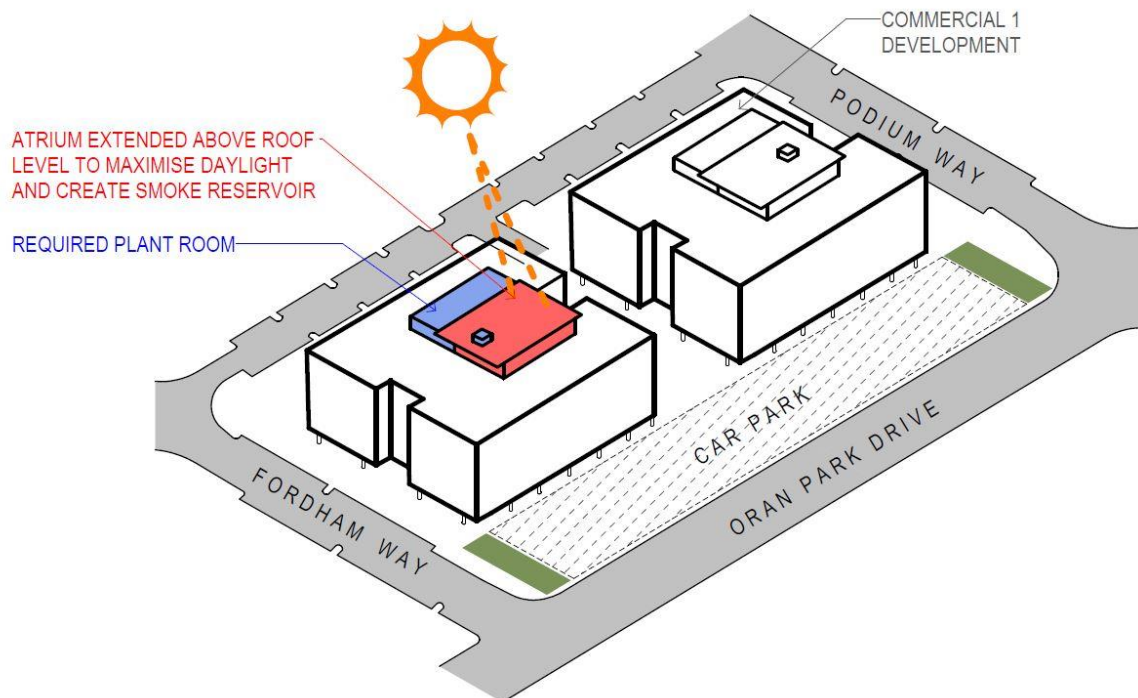 COMMERCIAL 1
DEVELOPMENT
ATRIUM EXTENDED ABOVE ROOF
LEVEL TO MAXIMISE DAYLIGHT
AND CREATE SMOKE RESERVOIR
REQUIRED PLANT ROOM
PODIUM WAY
CAR PARK
ORAN PARK DRIVE
FORDHAM WAY